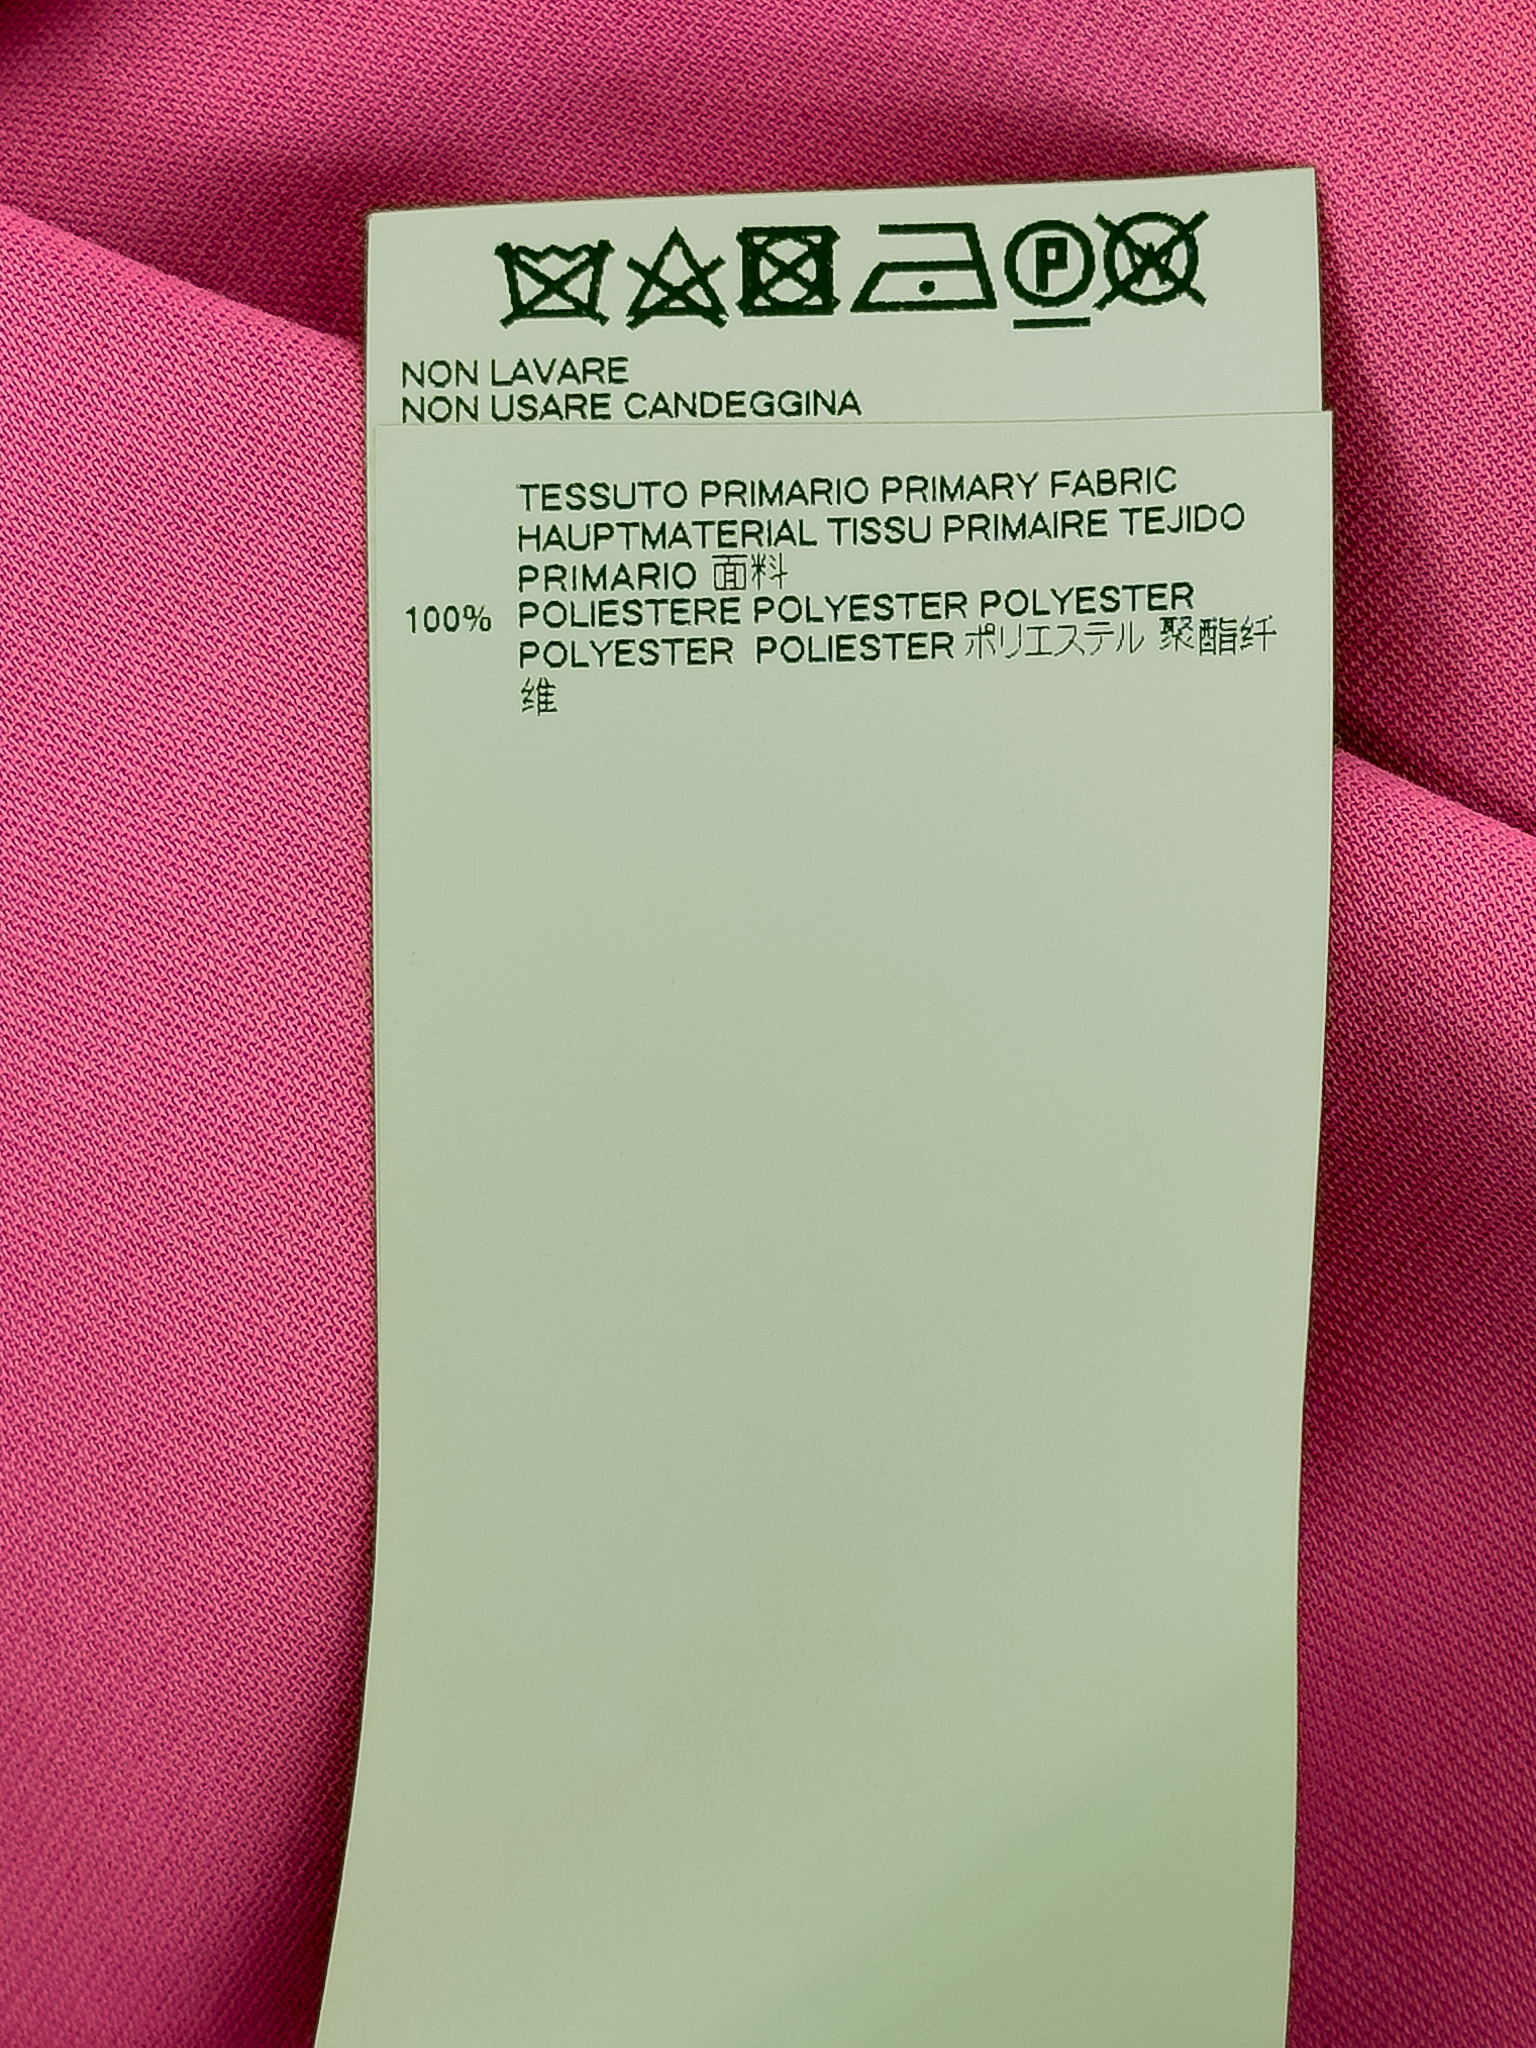 P W
NON LAVARE
NON USARE CANDEGGINA
TESSUTO PRIMARIO PRIMARY FABRIC
HAUPTMATERIAL TISSU PRIMAIRE TEJIDO
PRIMARIO 面料
100% POLIESTERE POLYESTER POLYESTER
POLYESTER POLIESTER ポリエステル 聚酯纤
维